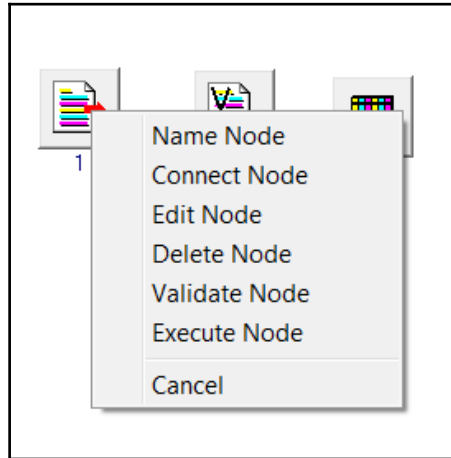 1
Name Node
Connect Node
Edit Node
Delete Node
Validate Node
Execute Node
Cancel